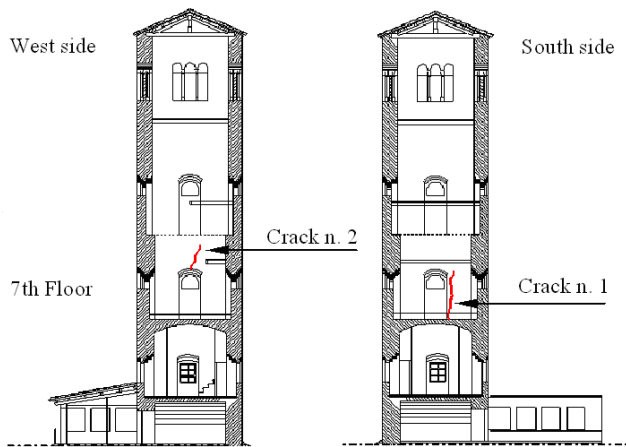 West side
South side
Crack n. 2
7th Floor
Crack n. 1